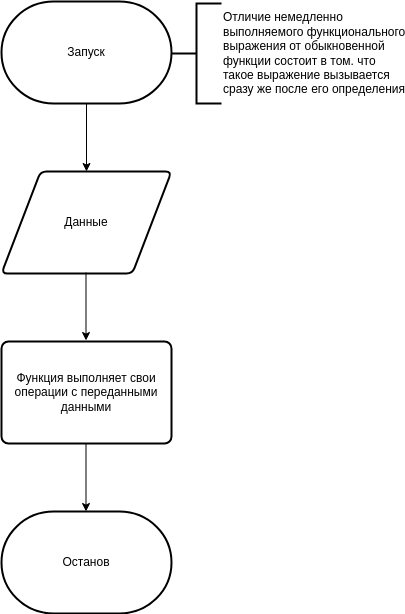 Запуск
Отличие немедленно
выполняемого функционального
выражения от обыкновенной
функции состоит в том. что
такое выражение вызывается
сразу же после его определения
Данные
Функция выполняет свои
операции с переданными
данными
Останов